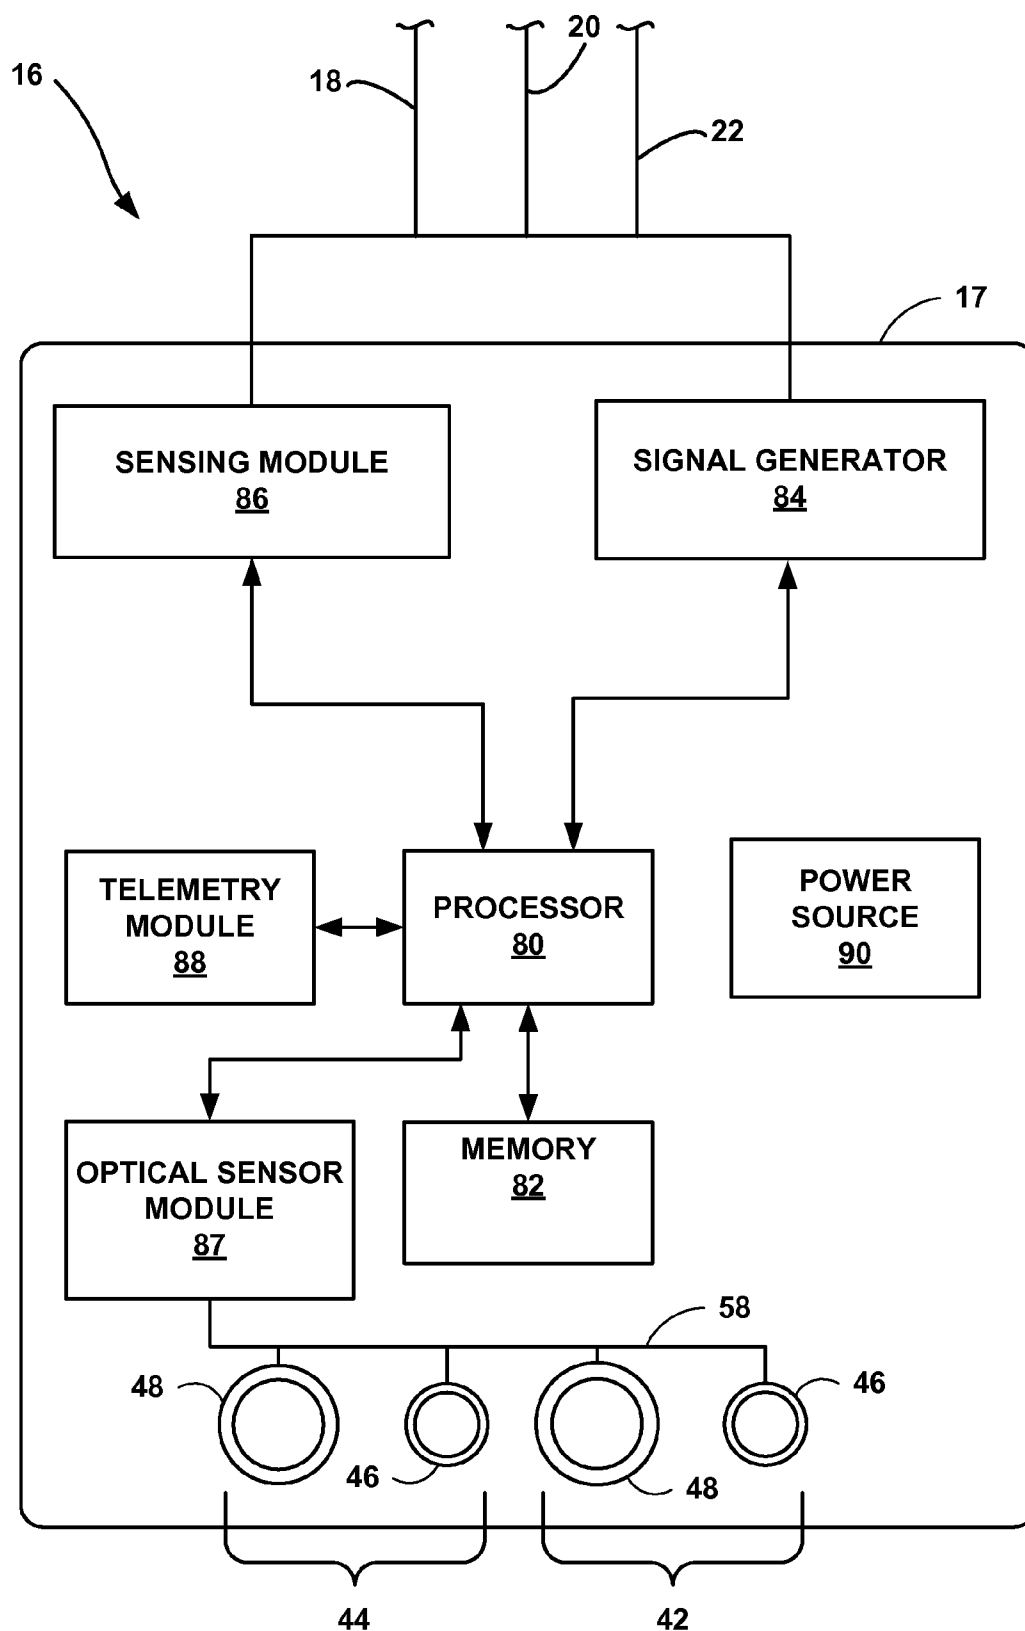 20
16
18
22
17
SENSING MODULE
86
SIGNAL GENERATOR
84
TELEMETRY
MODULE
88
PROCESSOR
80
POWER
SOURCE
90
OPTICAL SENSOR
MODULE
87
MEMORY
82
58
48
46
46
48
44
42